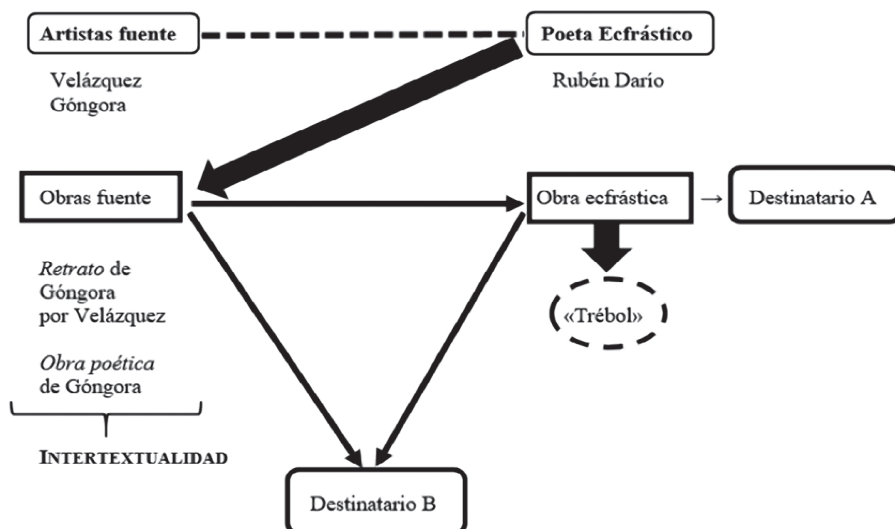 Artistas fuente
Poeta Ecfrástico
Velázquez
Góngora
Rubén Darío
Obras fuente
Obra ecfrástica
→
Destinatario A
Retrato de
Góngora
por Velázquez
«Trébol»
Obra poética
de Góngora
INTERTEXTUALIDAD
Destinatario B